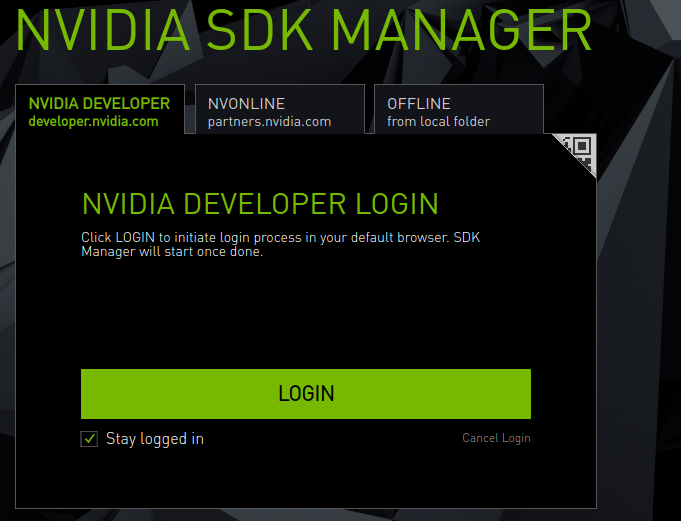 NVIDIA SDK MANAGER
NVIDIA DEVELOPER
developer.nvidia.com
NVONLINE
partners.nvidia.com
OFFLINE
from local folder
NVIDIA DEVELOPER LOGIN
Click LOGIN to initiate login process in your default browser. SDK
Manager will start once done.
LOGIN
Stay logged in
Cancel Login